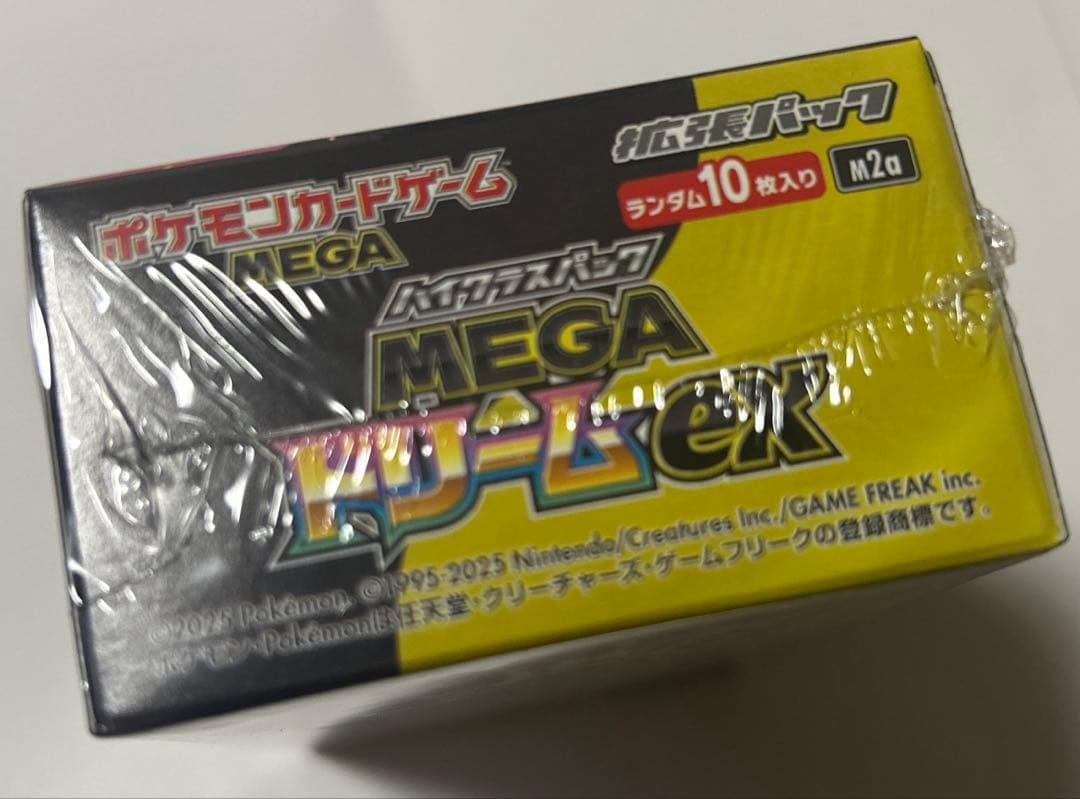 拡張パック
ランダム10枚入り
M2a
ポケモンカードゲーム
MEGA
ハイクラスパック
MEGA
ドリームex
©2025 Pokémon. ©1995-2025 Nintendo/Creatures Inc./GAME FREAK inc.
ポケモン・Pokémonは任天堂・クリーチャーズ・ゲームフリークの登録商標です。